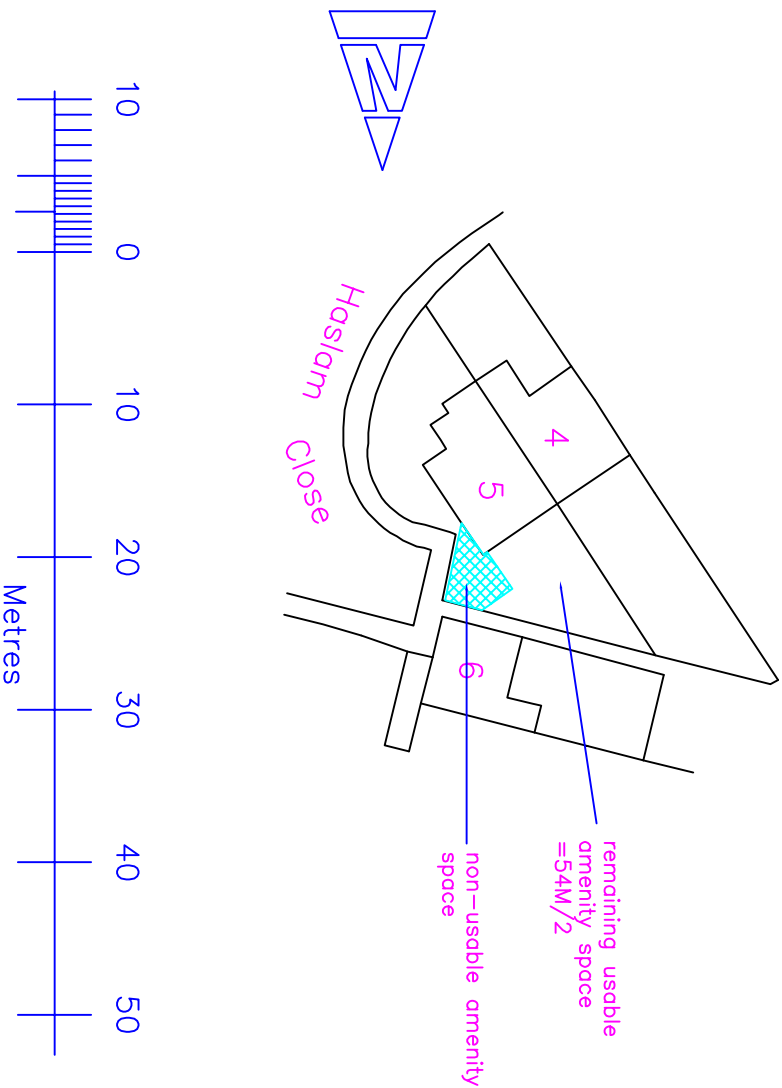 N
10
0
10
20
30
40
50
Metres
Haslam
Close
4
5
6
remaining usable
amenity space
=54M/2
non-usable amenity
space